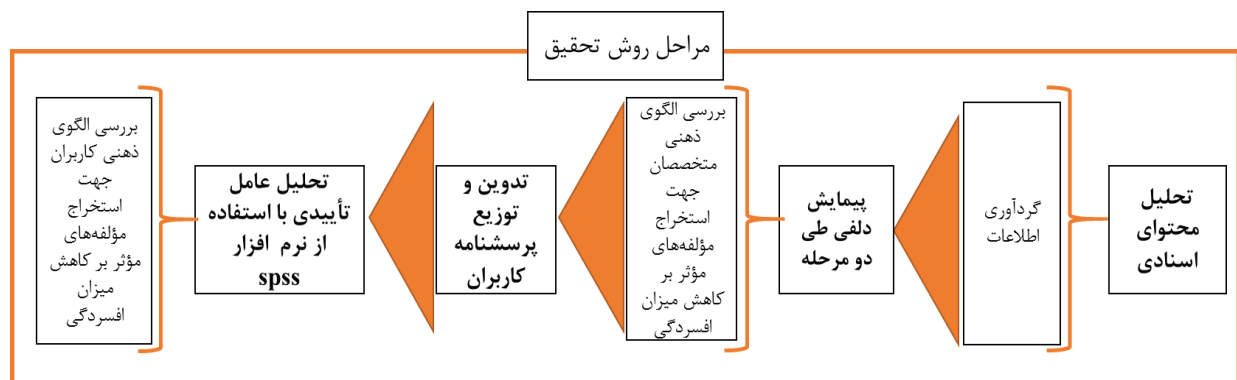 مراحل روش تحقیق
تحلیل
محتوای
اسنادی
گردآوری
اطلاعات
پیمایش
دلفی طی
دو مرحله
بررسی الگوی
ذهنی
متخصصان
جهت
استخراج
مؤلفه‌های
مؤثر بر
کاهش میزان
افسردگی
تدوین و
توزیع
پرسشنامه
کاربران
تحلیل عامل
تأییدی با استفاده
از نرم افزار
spss
بررسی الگوی
ذهنی کاربران
جهت
استخراج
مؤلفه‌های
مؤثر بر کاهش
میزان
افسردگی